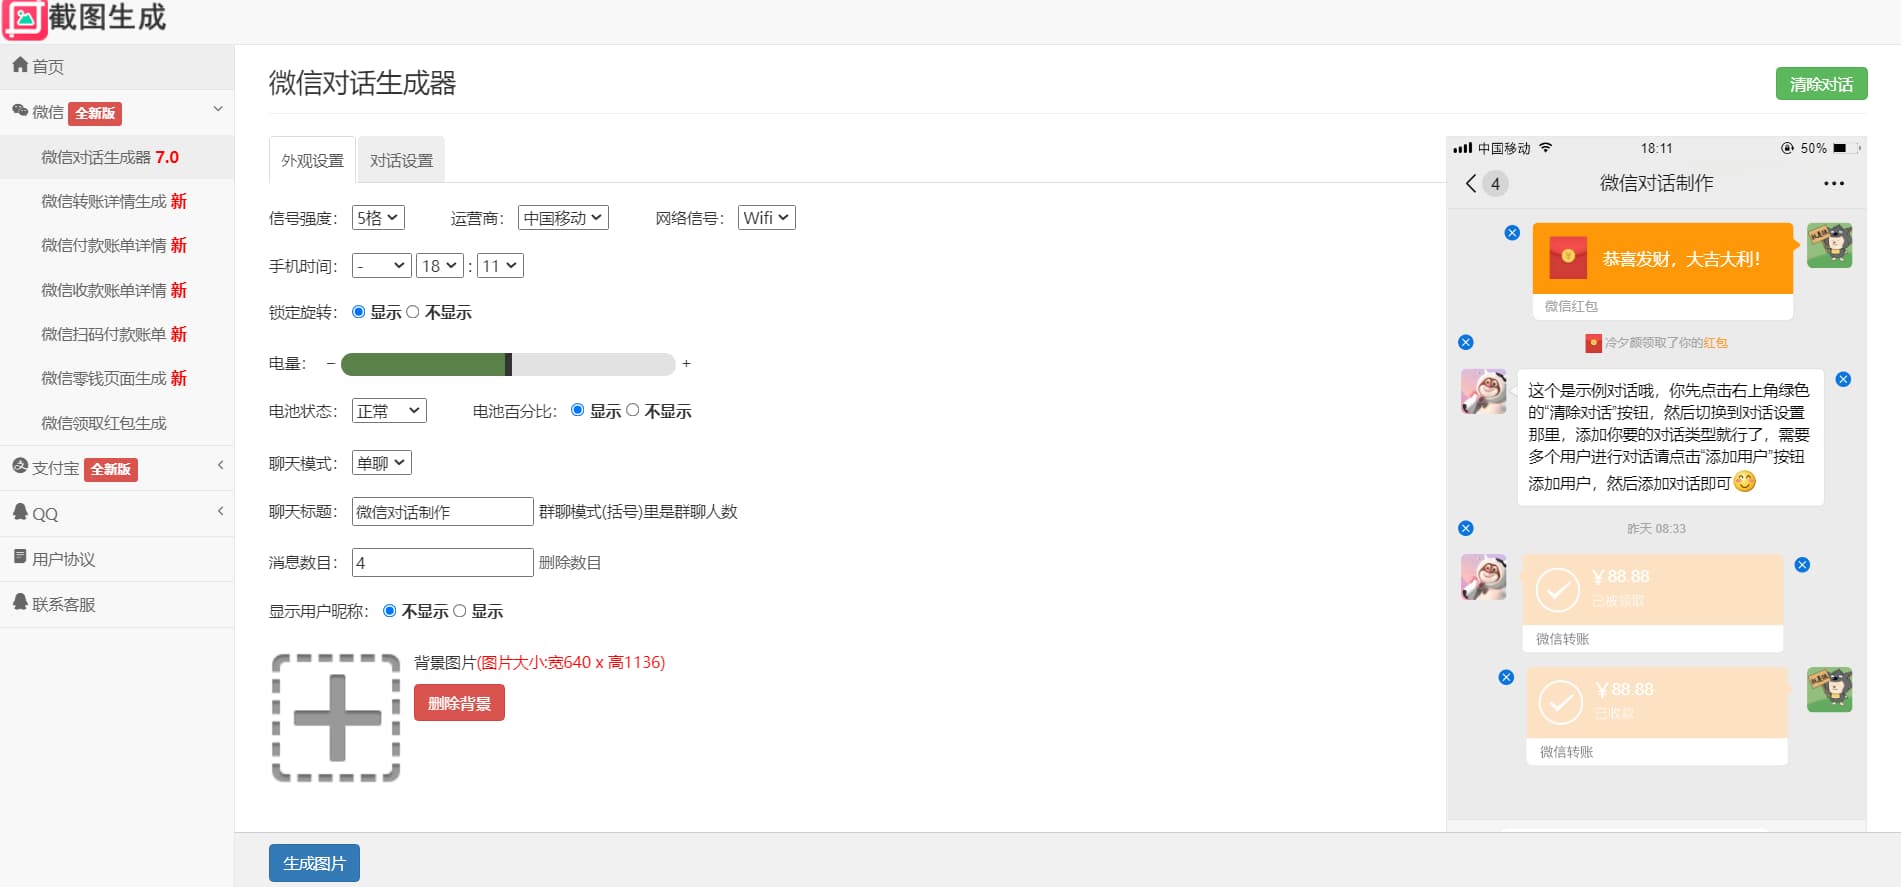 截图生成
首页
微信 全新版
微信对话生成器 7.0
微信转账详情生成 新
微信付款账单详情 新
微信收款账单详情 新
微信扫码付款账单 新
微信零钱页面生成 新
微信领取红包生成
支付宝 全新版
QQ
用户协议
联系客服
微信对话生成器
清除对话
外观设置 对话设置
信号强度： 5格 运营商： 中国移动 网络信号： Wifi
手机时间： - 18 : 11
锁定旋转： 显示 不显示
电量： − +
电池状态： 正常 电池百分比： 显示 不显示
聊天模式： 单聊
聊天标题： 微信对话制作 群聊模式(括号)里是群聊人数
消息数目： 4 删除数目
显示用户昵称： 不显示 显示
背景图片(图片大小:宽640 x 高1136)
删除背景
生成图片
中国移动 18:11 50%
4 微信对话制作
恭喜发财，大吉大利！
微信红包
冷夕颜领取了你的红包
这个是示例对话哦，你先点击右上角绿色
的“清除对话”按钮，然后切换到对话设置
那里，添加你要的对话类型就行了，需要
多个用户进行对话请点击“添加用户”按钮
添加用户，然后添加对话即可
昨天 08:33
￥88.88
已被领取
微信转账
￥88.88
已收款
微信转账